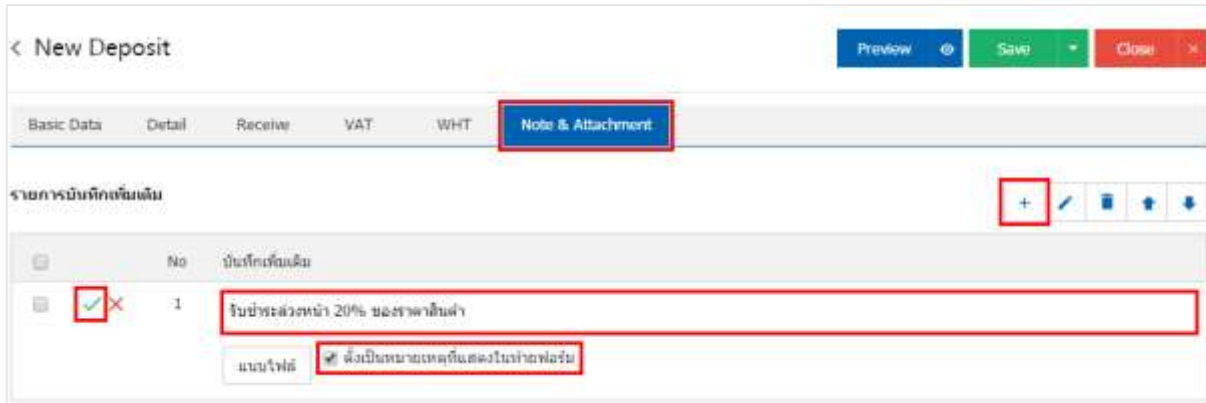 < New Deposit
Preview
Save
Close ×
Basic Data Detail Receive VAT WHT Note & Attachment
รายการบันทึกเพิ่มเติม
+
No บันทึกเพิ่มเติม
1 รับชำระล่วงหน้า 20% ของราคาสินค้า
แนบไฟล์ ตั้งเป็นหมายเหตุที่แสดงในท้ายฟอร์ม